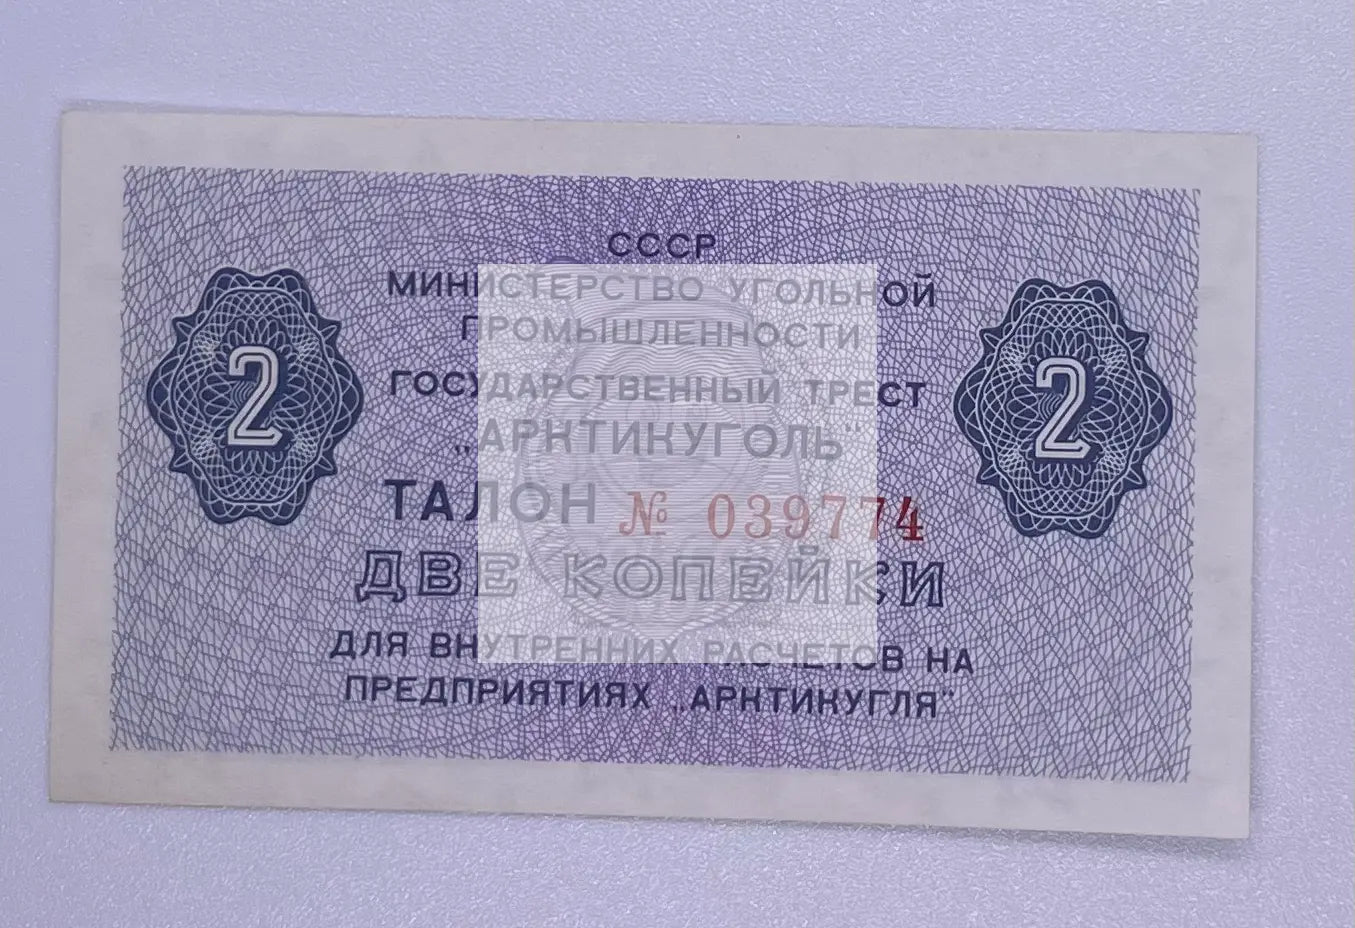 СССР
МИНИСТЕРСТВО УГОЛЬНОЙ
ПРОМЫШЛЕННОСТИ
ГОСУДАРСТВЕННЫЙ ТРЕСТ
„АРКТИКУГОЛЬ"
2 2
ТАЛОН № 039774
ДВЕ КОПЕЙКИ
ДЛЯ ВНУТРЕННИХ РАСЧЕТОВ НА
ПРЕДПРИЯТИЯХ „АРКТИКУГЛЯ"